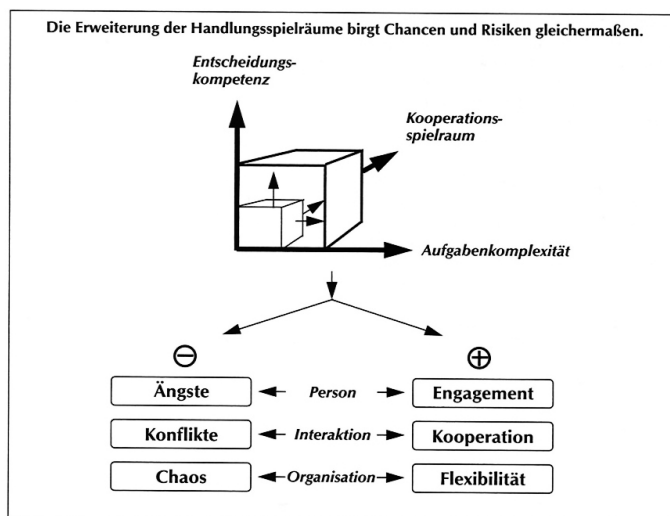 Die Erweiterung der Handlungsspielräume birgt Chancen und Risiken gleichermaßen.
Entscheidungs-
kompetenz
Kooperations-
spielraum
Aufgabenkomplexität
Ängste Person Engagement
Konflikte Interaktion Kooperation
Chaos Organisation Flexibilität